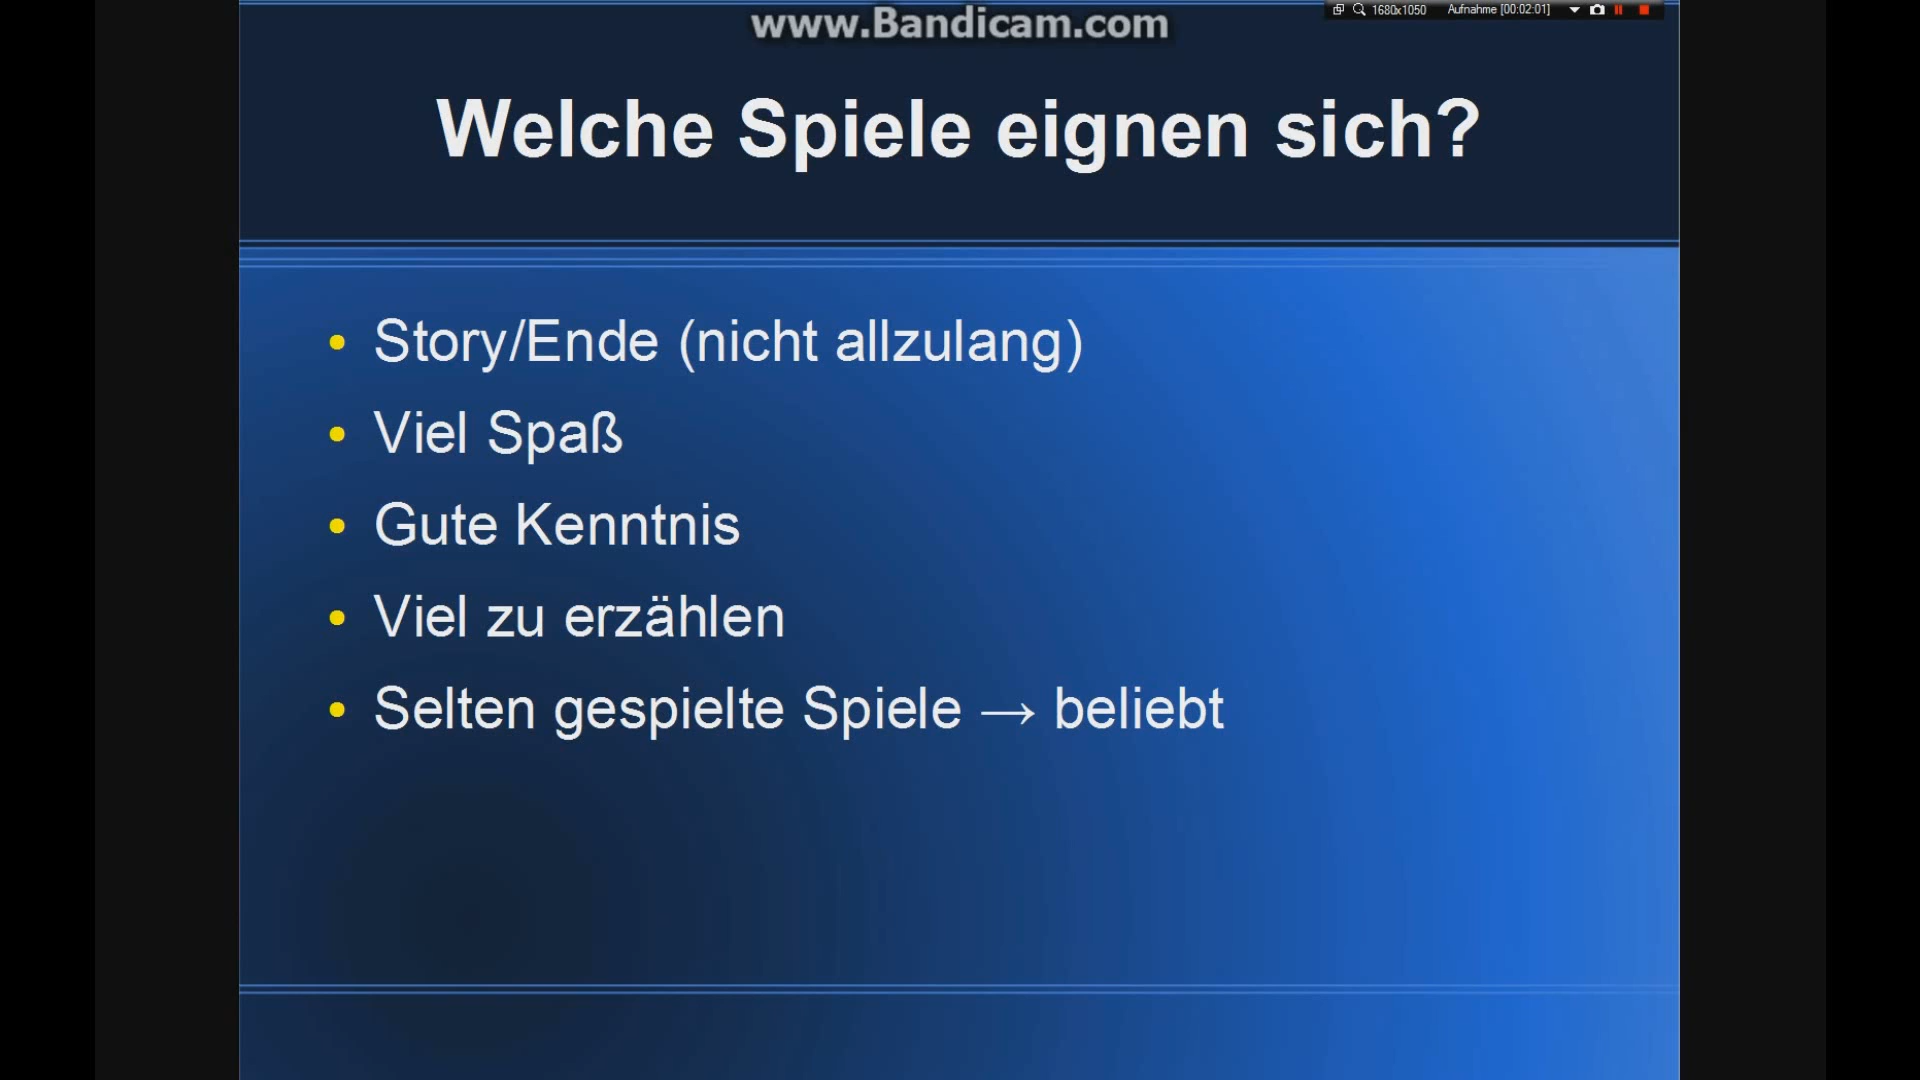 www.Bandicam.com
1680x1050 Aufnahme [00:02:01]
Welche Spiele eignen sich?
• Story/Ende (nicht allzulang)
• Viel Spaß
• Gute Kenntnis
• Viel zu erzählen
• Selten gespielte Spiele → beliebt